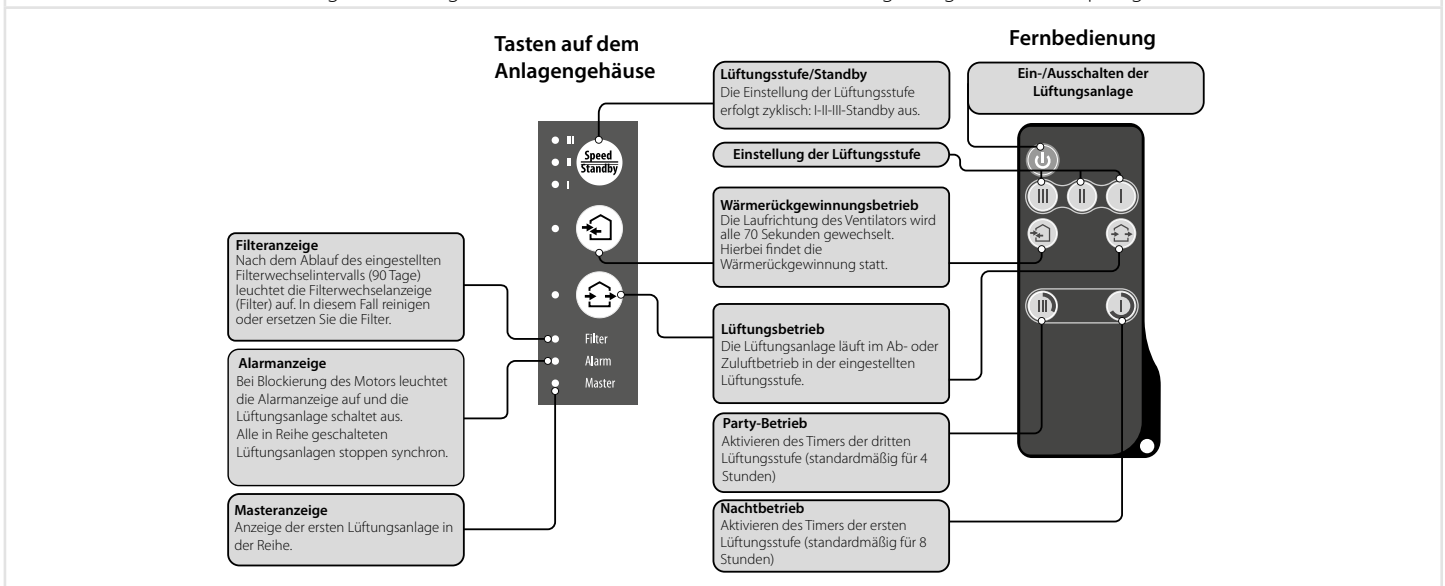 Tasten auf dem
Anlagengehäuse
Fernbedienung
Lüftungsstufe/Standby
Die Einstellung der Lüftungsstufe
erfolgt zyklisch: I-II-III-Standby aus.
Ein-/Ausschalten der
Lüftungsanlage
Einstellung der Lüftungsstufe
III
II
I
Speed
Standby
Wärmerückgewinnungsbetrieb
Die Laufrichtung des Ventilators wird
alle 70 Sekunden gewechselt.
Hierbei findet die
Wärmerückgewinnung statt.
III
II
I
Filteranzeige
Nach dem Ablauf des eingestellten
Filterwechselintervalls (90 Tage)
leuchtet die Filterwechselanzeige
(Filter) auf. In diesem Fall reinigen
oder ersetzen Sie die Filter.
Lüftungsbetrieb
Die Lüftungsanlage läuft im Ab- oder
Zuluftbetrieb in der eingestellten
Lüftungsstufe.
III
I
Filter
Alarm
Master
Alarmanzeige
Bei Blockierung des Motors leuchtet
die Alarmanzeige auf und die
Lüftungsanlage schaltet aus.
Alle in Reihe geschalteten
Lüftungsanlagen stoppen synchron.
Party-Betrieb
Aktivieren des Timers der dritten
Lüftungsstufe (standardmäßig für 4
Stunden)
Masteranzeige
Anzeige der ersten Lüftungsanlage in
der Reihe.
Nachtbetrieb
Aktivieren des Timers der ersten
Lüftungsstufe (standardmäßig für 8
Stunden)